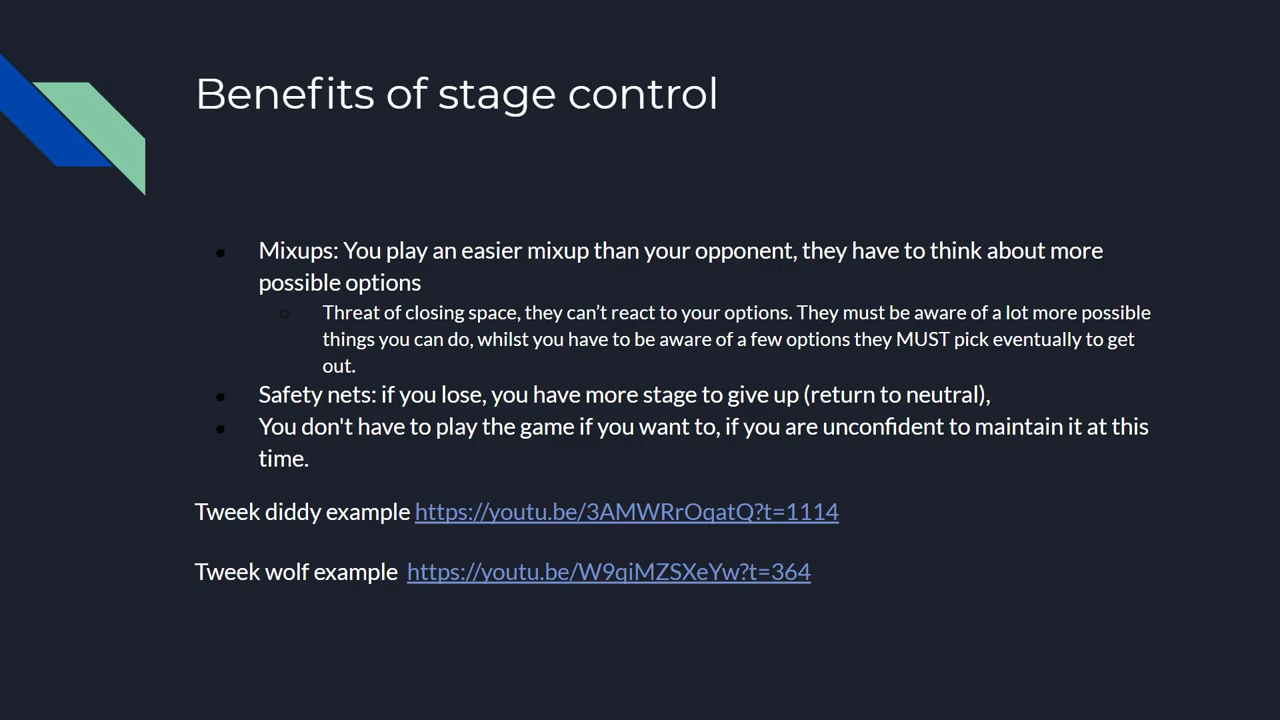 Benefits of stage control
● Mixups: You play an easier mixup than your opponent, they have to think about more
possible options
○ Threat of closing space, they can’t react to your options. They must be aware of a lot more possible
things you can do, whilst you have to be aware of a few options they MUST pick eventually to get
out.
● Safety nets: if you lose, you have more stage to give up (return to neutral),
● You don't have to play the game if you want to, if you are unconfident to maintain it at this
time.
Tweek diddy example https://youtu.be/3AMWRrOqatQ?t=1114
Tweek wolf example https://youtu.be/W9qiMZSXeYw?t=364